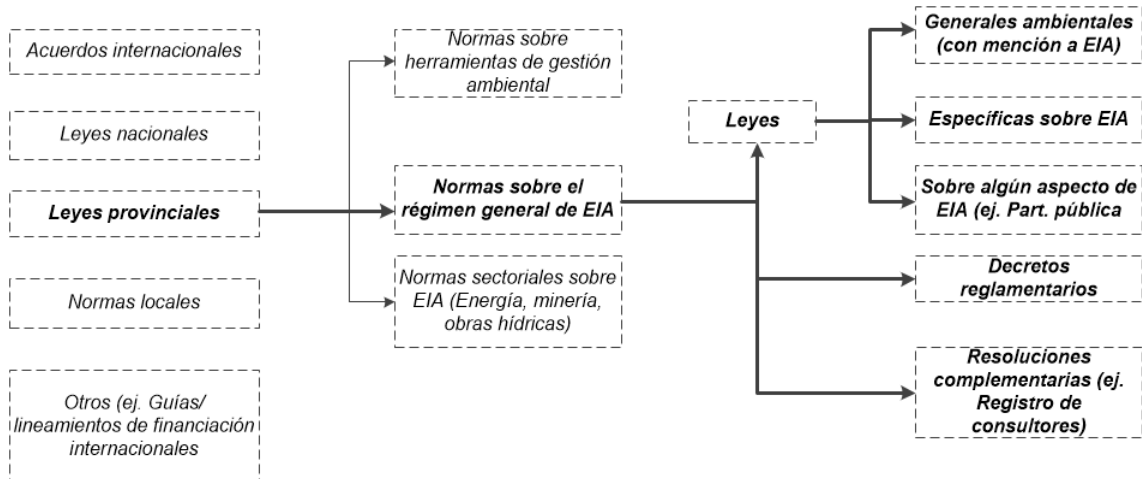 Acuerdos internacionales
Leyes nacionales
Leyes provinciales
Normas locales
Otros (ej. Guías/
lineamientos de financiación
internacionales
Normas sobre
herramientas de gestión
ambiental
Normas sobre el
régimen general de EIA
Normas sectoriales sobre
EIA (Energía, minería,
obras hídricas)
Leyes
Generales ambientales
(con mención a EIA)
Específicas sobre EIA
Sobre algún aspecto de
EIA (ej. Part. pública
Decretos
reglamentarios
Resoluciones
complementarias (ej.
Registro de
consultores)